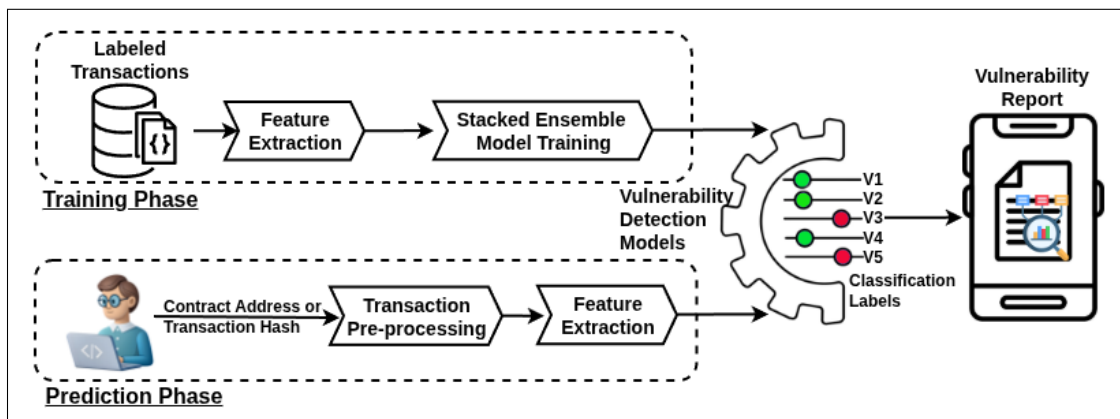 Labeled
Transactions
{}
Feature
Extraction
Stacked Ensemble
Model Training
Training Phase
Vulnerability
Detection
Models
V1
V2
V3
V4
V5
Classification
Labels
Vulnerability
Report
Contract Address or
Transaction Hash
</>
Transaction
Pre-processing
Feature
Extraction
Prediction Phase